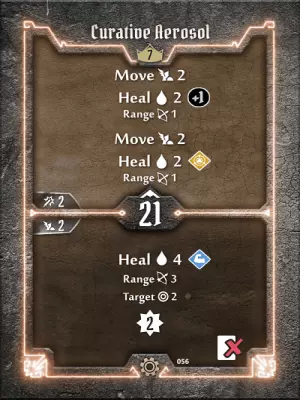 Curative Aerosol
7
Move 2
Heal 2 +1
Range 1
Move 2
Heal 2
Range 1
2
21
2
Heal 4
Range 3
Target 2
2
056